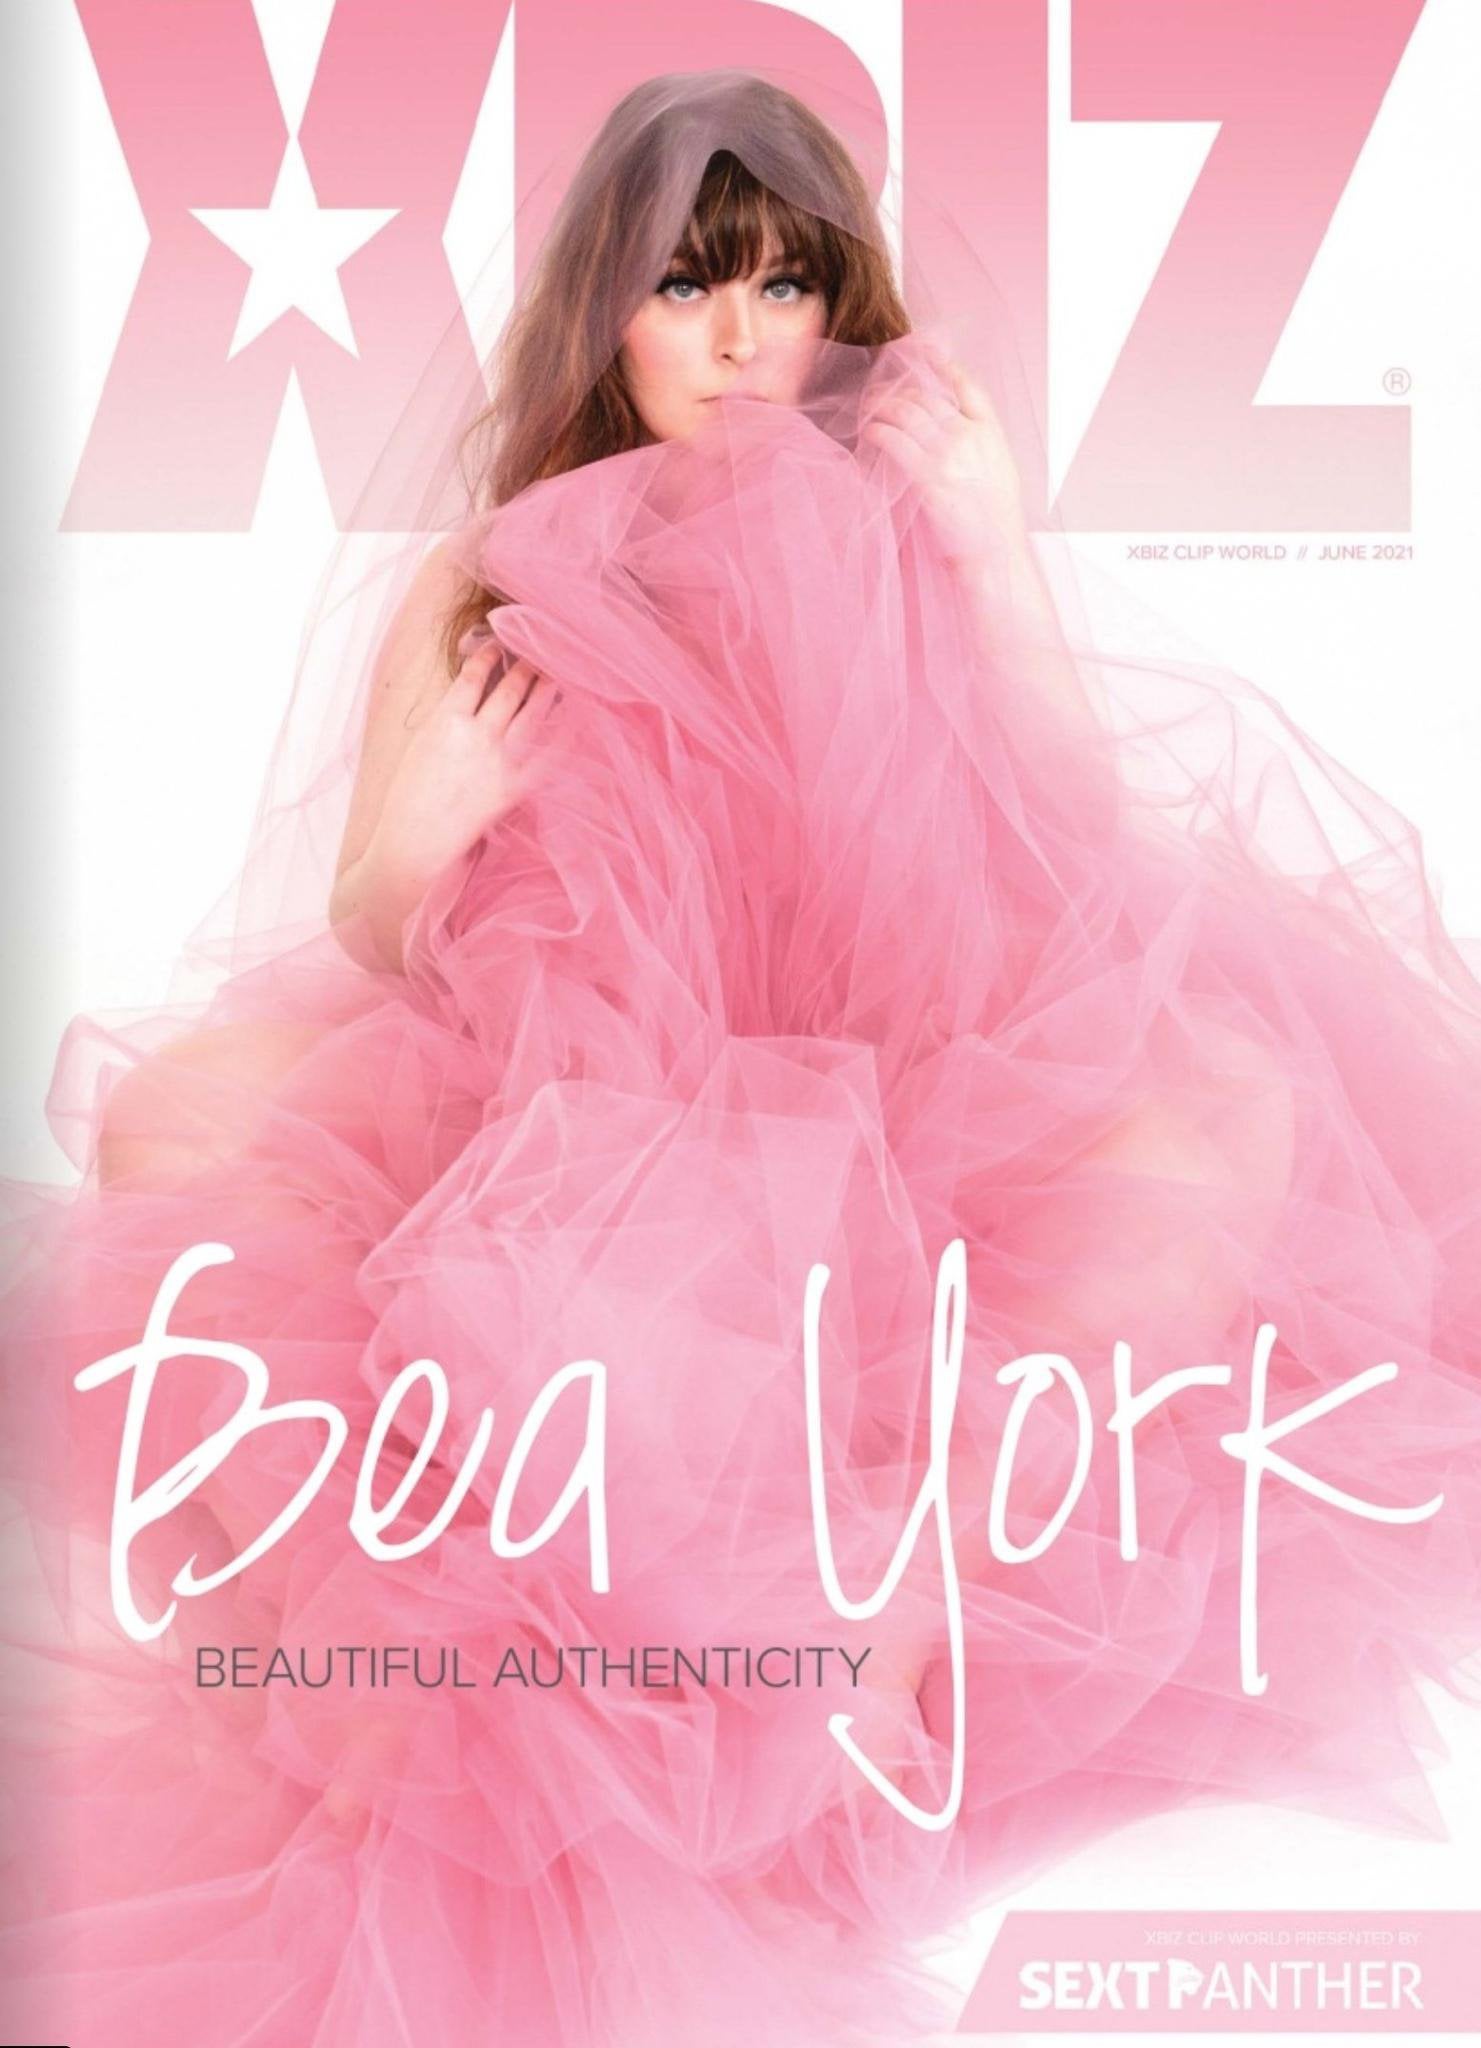 XBIZ®
XBIZ CLIP WORLD // JUNE 2021
Bea York
BEAUTIFUL AUTHENTICITY
XBIZ CLIP WORLD PRESENTED BY
SEXTPANTHER